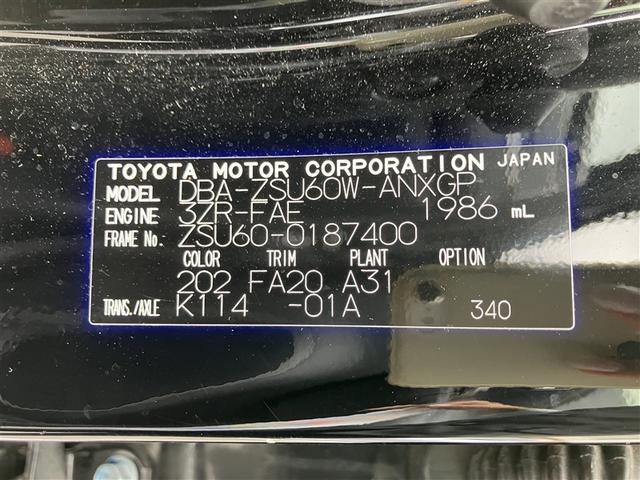 TOYOTA MOTOR CORPORATION JAPAN
MODEL DBA-ZSU60W-ANXGP
ENGINE 3ZR-FAE 1986 mL
FRAME No. ZSU60-0187400
COLOR TRIM PLANT OPTION
202 FA20 A31
TRANS./AXLE K114 -01A 340